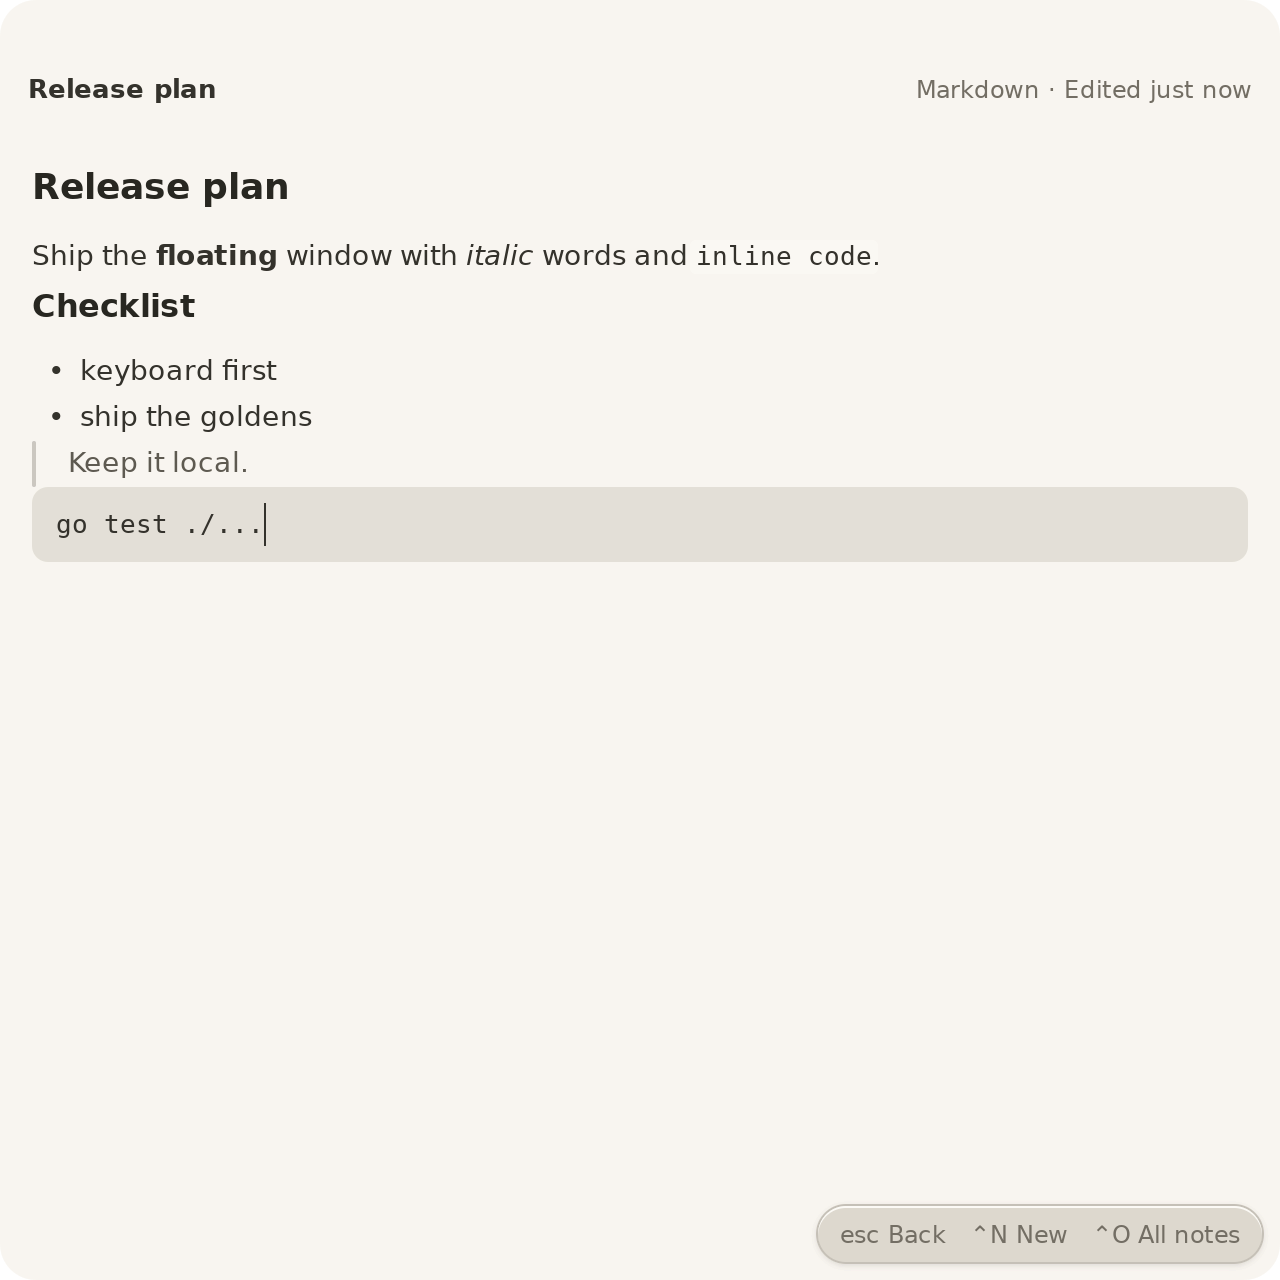 Release plan
Markdown · Edited just now
Release plan
Ship the floating window with italic words and inline code.
Checklist
• keyboard first
• ship the goldens
Keep it local.
go test ./...
esc Back ^N New ^O All notes